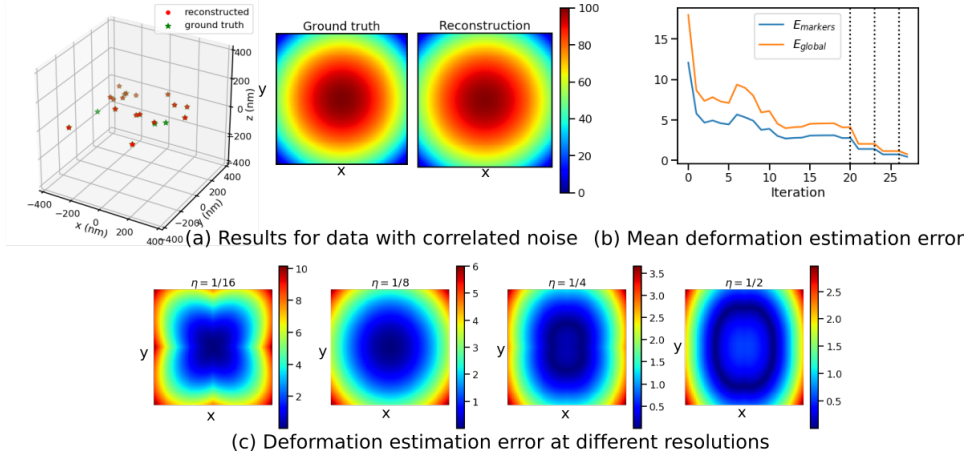 reconstructed
ground truth
400
200
0
−200
−400
z (nm)
−400
−200
0
200
400
x (nm)
−400
−200
0
200
400
y (nm)
Ground truth
Reconstruction
y
x
x
100
80
60
40
20
0
E_markers
E_global
15
10
5
0
0
5
10
15
20
25
Iteration
(a) Results for data with correlated noise
(b) Mean deformation estimation error
η = 1/16
y
x
10
8
6
4
2
η = 1/8
y
x
6
5
4
3
2
1
0
η = 1/4
y
x
3.5
3.0
2.5
2.0
1.5
1.0
0.5
η = 1/2
y
x
2.5
2.0
1.5
1.0
0.5
(c) Deformation estimation error at different resolutions